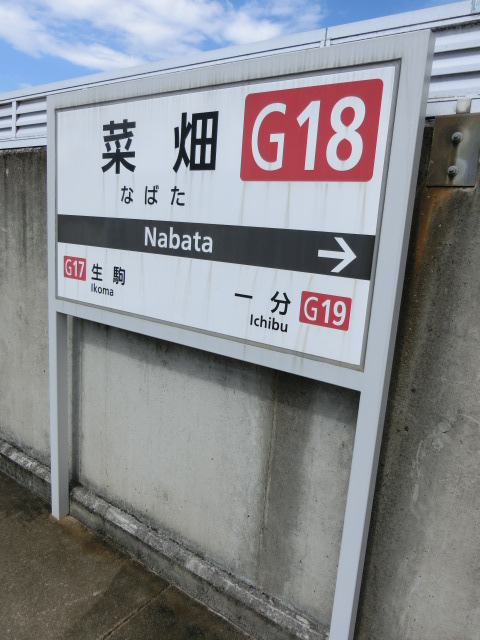 菜畑 G18
なばた
Nabata
G17 生駒
Ikoma
一分 G19
Ichibu